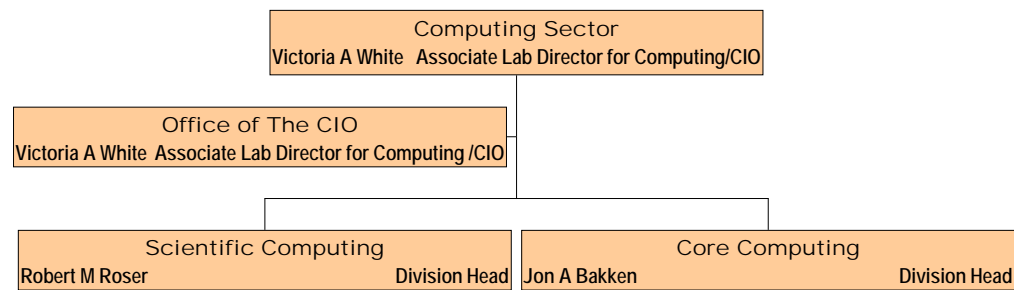 Computing Sector
Victoria A White Associate Lab Director for Computing/CIO
Office of The CIO
Victoria A White Associate Lab Director for Computing /CIO
Scientific Computing
Robert M Roser Division Head
Core Computing
Jon A Bakken Division Head